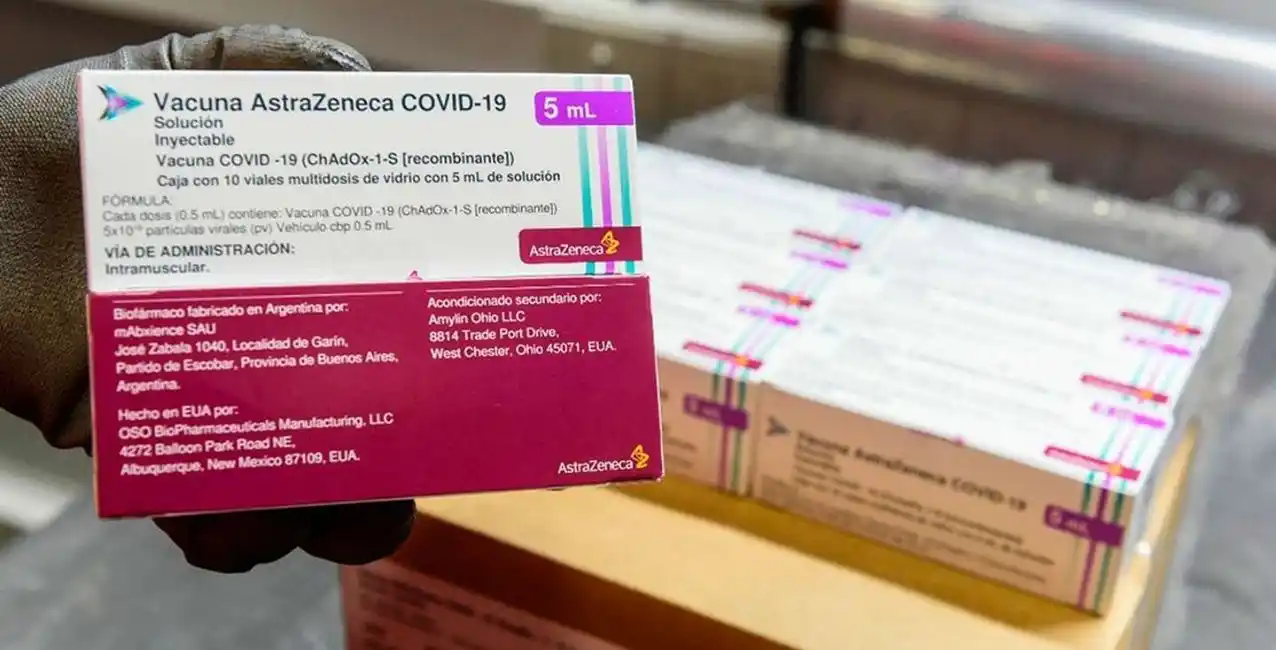 Vacuna AstraZeneca COVID-19
5 mL
Solución
Inyectable
Vacuna COVID -19 (ChAdOx-1-S [recombinante])
Caja con 10 viales multidosis de vidrio con 5 mL de solución
FÓRMULA:
Cada dosis (0.5 mL) contiene: Vacuna COVID -19 (ChAdOx-1-S [recombinante])
partículas virales (pv) Vehículo cbp 0.5 mL
VÍA DE ADMINISTRACIÓN:
Intramuscular.
AstraZeneca
Biofármaco fabricado en Argentina por:
mAbxience SAU
José Zabala 1040, Localidad de Garín,
Partido de Escobar, Provincia de Buenos Aires,
Argentina.
Hecho en EUA por:
OSO BioPharmaceuticals Manufacturing, LLC
4272 Balloon Park Road NE,
Albuquerque, New Mexico 87109, EUA.
Acondicionado secundario por:
Amylin Ohio LLC
8814 Trade Port Drive,
West Chester, Ohio 45071, EUA.
AstraZeneca
Vacuna AstraZeneca COVID-19
5 mL
5 mL